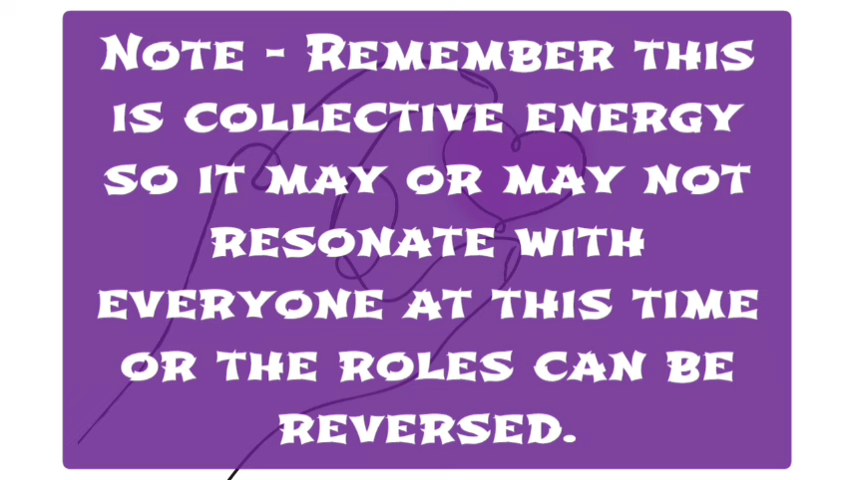 Note - Remember this
is collective energy
so it may or may not
resonate with
everyone at this time
or the roles can be
reversed.